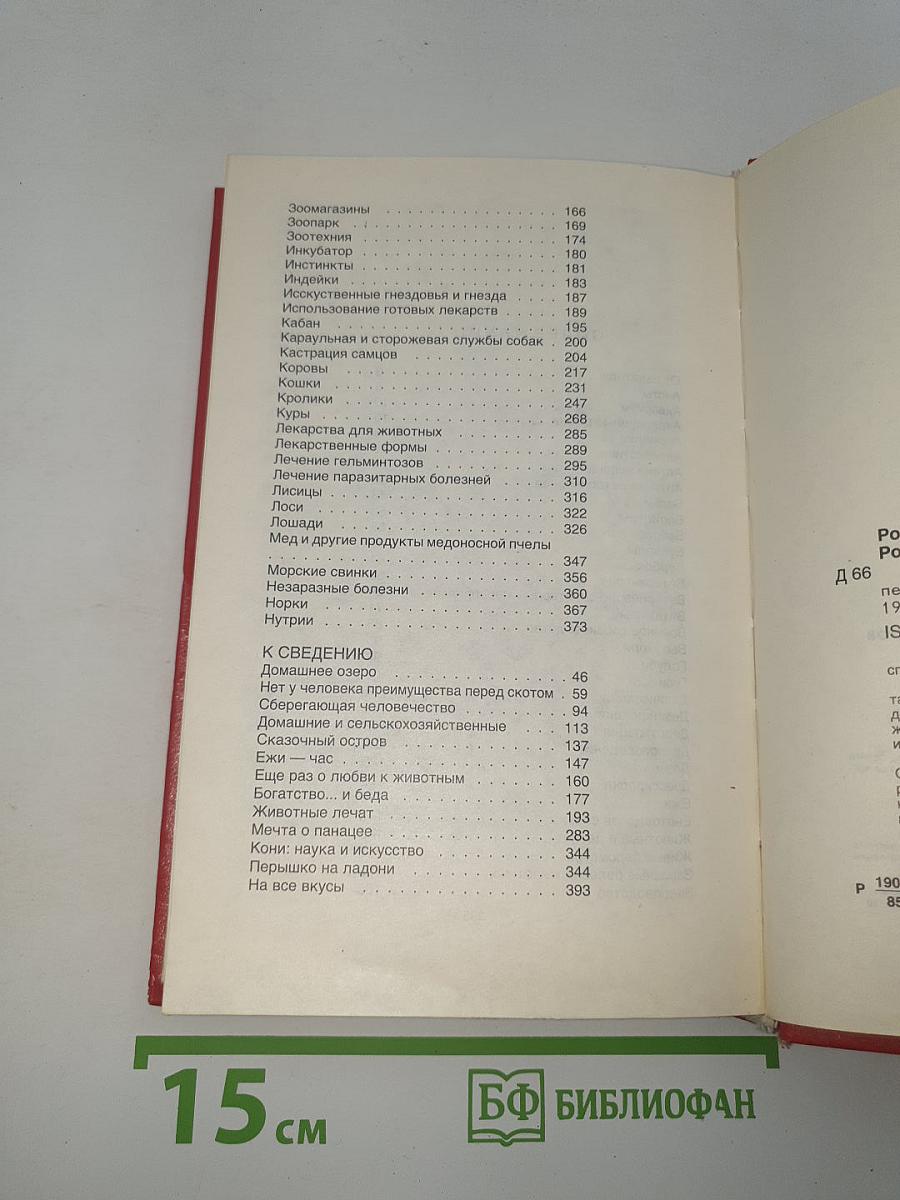 Зоомагазины . . . . . . . . . . . . . . . . 166
Зоопарк . . . . . . . . . . . . . . . . . . 169
Зоотехния . . . . . . . . . . . . . . . . . 174
Инкубатор . . . . . . . . . . . . . . . . . 180
Инстинкты . . . . . . . . . . . . . . . . . 181
Индейки . . . . . . . . . . . . . . . . . . 183
Исскуственные гнездовья и гнезда . . . . 187
Использование готовых лекарств . . . . . 189
Кабан . . . . . . . . . . . . . . . . . . . 195
Караульная и сторожевая службы собак . 200
Кастрация самцов . . . . . . . . . . . . . 204
Коровы . . . . . . . . . . . . . . . . . . 217
Кошки . . . . . . . . . . . . . . . . . . . 231
Кролики . . . . . . . . . . . . . . . . . . 247
Куры . . . . . . . . . . . . . . . . . . . 268
Лекарства для животных . . . . . . . . . 285
Лекарственные формы . . . . . . . . . . . 289
Лечение гельминтозов . . . . . . . . . . . 295
Лечение паразитарных болезней . . . . . 310
Лисицы . . . . . . . . . . . . . . . . . . 316
Лоси . . . . . . . . . . . . . . . . . . . 322
Лошади . . . . . . . . . . . . . . . . . . 326
Мед и другие продукты медоносной пчелы
. . . . . . . . . . . . . . . . . . . . . . 347
Морские свинки . . . . . . . . . . . . . . 356
Незаразные болезни . . . . . . . . . . . . 360
Норки . . . . . . . . . . . . . . . . . . . 367
Нутрии . . . . . . . . . . . . . . . . . . 373
К СВЕДЕНИЮ
Домашнее озеро . . . . . . . . . . . . . . 46
Нет у человека преимущества перед скотом . 59
Сберегающая человечество . . . . . . . . 94
Домашние и сельскохозяйственные . . . 113
Сказочный остров . . . . . . . . . . . . . 137
Ежи — час . . . . . . . . . . . . . . . . . 147
Еще раз о любви к животным . . . . . . . 160
Богатство... и беда . . . . . . . . . . . . 177
Животные лечат . . . . . . . . . . . . . . 193
Мечта о панацее . . . . . . . . . . . . . 283
Кони: наука и искусство . . . . . . . . . . 344
Перышко на ладони . . . . . . . . . . . . 344
На все вкусы . . . . . . . . . . . . . . . 393
Д 66
Р 190
85
15 см
БФ БИБЛИОФАН